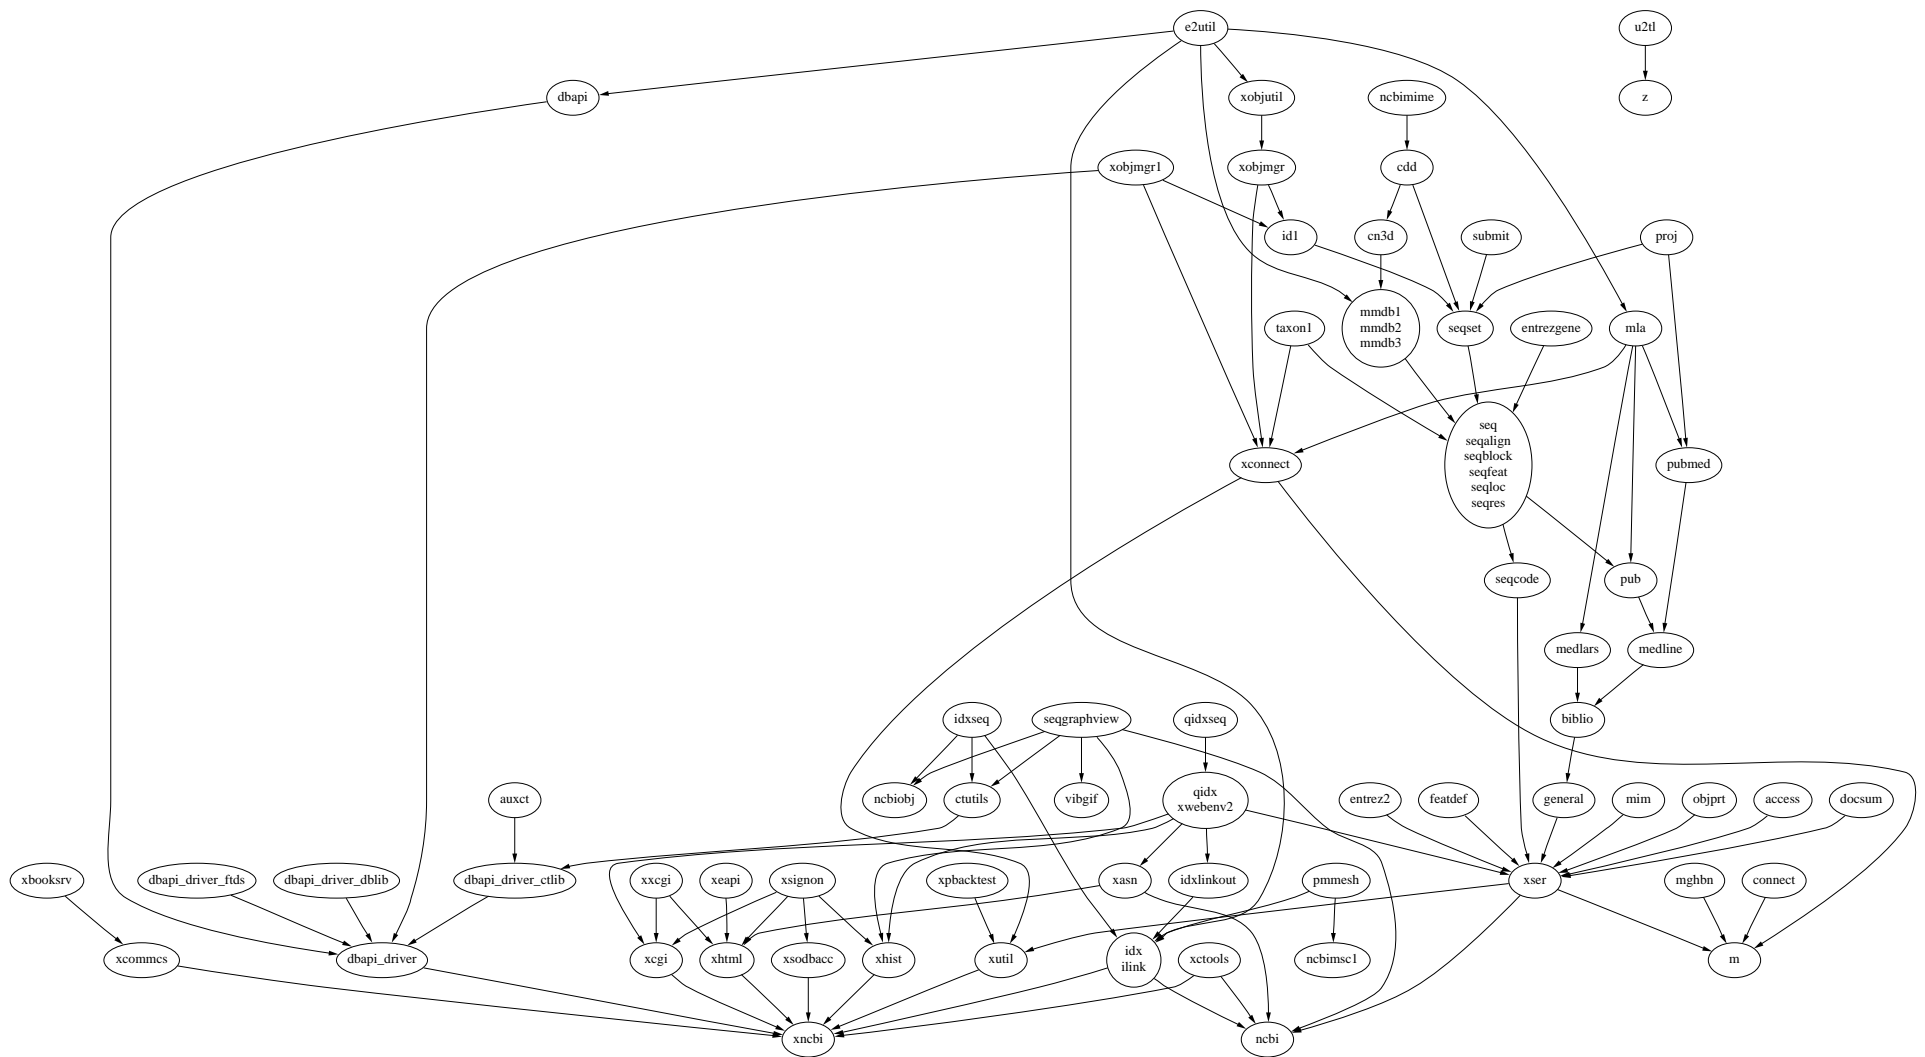 e2util
u2tl
dbapi
xobjutil
ncbimime
z
xobjmgr1
xobjmgr
cdd
id1
cn3d
submit
proj
taxon1
mmdb1
mmdb2
mmdb3
seqset
entrezgene
mla
xconnect
seq
seqalign
seqblock
seqfeat
seqloc
seqres
pubmed
seqcode
pub
medlars
medline
idxseq
seqgraphview
qidxseq
biblio
auxct
ncbiobj
ctutils
vibgif
qidx
xwebenv2
entrez2
featdef
general
mim
objprt
access
docsum
xbooksrv
dbapi_driver_ftds
dbapi_driver_dblib
dbapi_driver_ctlib
xxcgi
xeapi
xsignon
xpbacktest
xasn
idxlinkout
pmmesh
xser
mghbn
connect
xcommcs
dbapi_driver
xcgi
xhtml
xsodbacc
xhist
xutil
idx
ilink
xctools
ncbimsc1
m
xncbi
ncbi